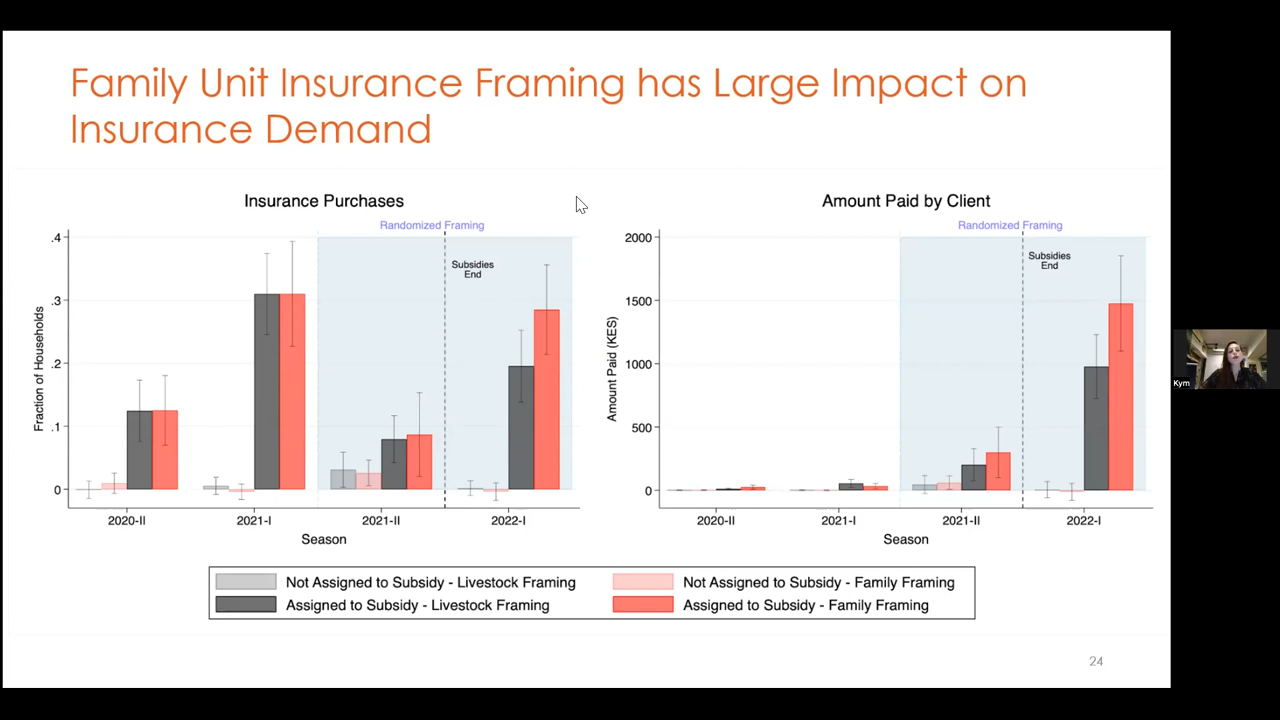 Family Unit Insurance Framing has Large Impact on
Insurance Demand
Insurance Purchases
Randomized Framing
Subsidies
End
.4
.3
.2
.1
0
Fraction of Households
2020-II
2021-I
2021-II
2022-I
Season
Amount Paid by Client
Randomized Framing
Subsidies
End
2000
1500
1000
500
0
Amount Paid (KES)
2020-II
2021-I
2021-II
2022-I
Season
Not Assigned to Subsidy - Livestock Framing
Not Assigned to Subsidy - Family Framing
Assigned to Subsidy - Livestock Framing
Assigned to Subsidy - Family Framing
24
Kym